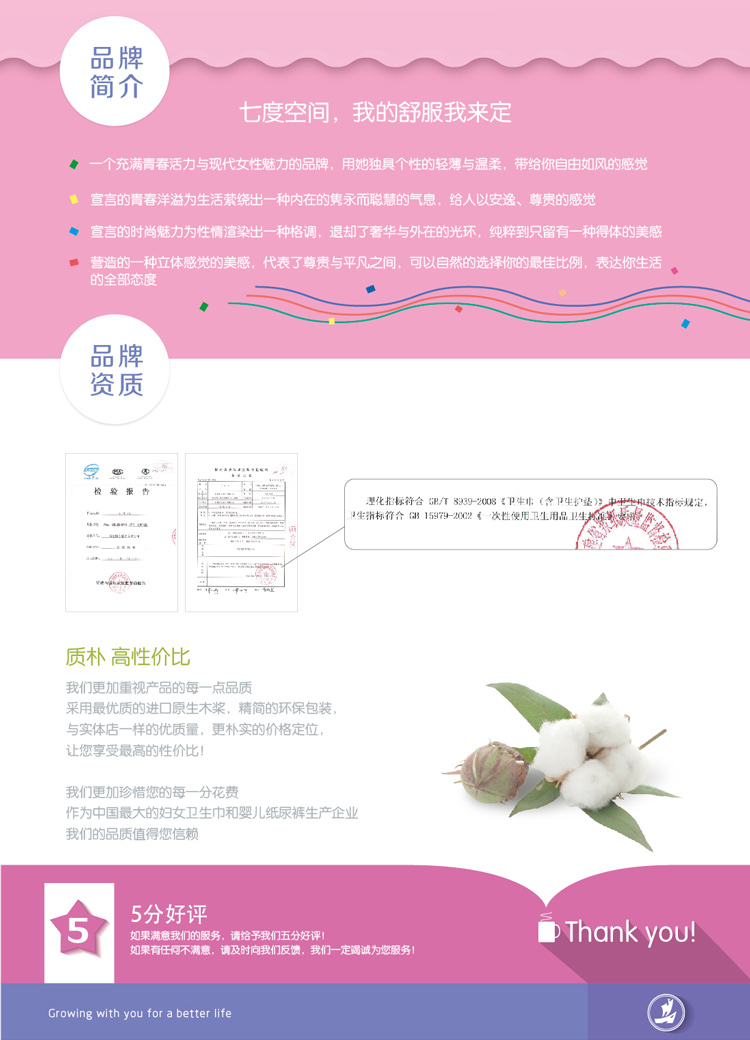 品牌
简介
七度空间，我的舒服我来定
一个充满青春活力与现代女性魅力的品牌，用她独具个性的轻薄与温柔，带给你自由如风的感觉
宣言的青春洋溢为生活萦绕出一种内在的隽永而聪慧的气息，给人以安逸、尊贵的感觉
宣言的时尚魅力为性情渲染出一种格调，退却了奢华与外在的光环，纯粹到只留有一种得体的美感
营造的一种立体感觉的美感，代表了尊贵与平凡之间，可以自然的选择你的最佳比例，表达你生活
的全部态度
品牌
资质
检验报告
理化指标符合 GB/T 8939-2008《卫生巾（含卫生护垫）》中卫生巾技术指标规定，
卫生指标符合 GB 15979-2002《一次性使用卫生用品卫生标准》
质朴 高性价比
我们更加重视产品的每一点品质
采用最优质的进口原生木桨，精简的环保包装，
与实体店一样的优质量，更朴实的价格定位，
让您享受最高的性价比！
我们更加珍惜您的每一分花费
作为中国最大的妇女卫生巾和婴儿纸尿裤生产企业
我们的品质值得您信赖
5
5分好评
如果满意我们的服务，请给予我们五分好评！
如果有任何不满意，请及时向我们反馈，我们一定竭诚为您服务！
Thank you!
Growing with you for a better life